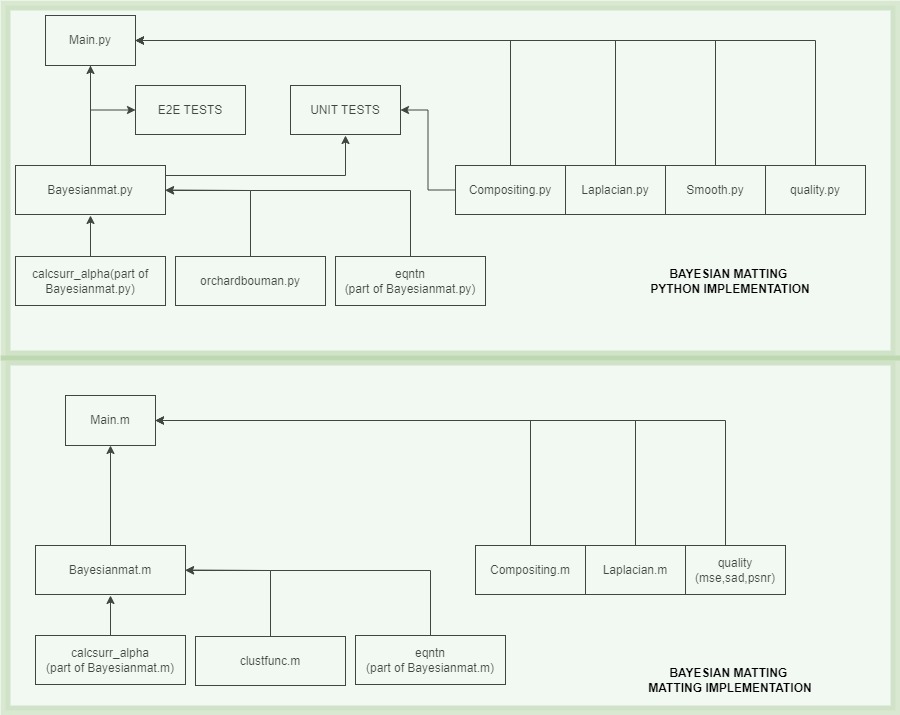 Main.py
E2E TESTS
UNIT TESTS
Bayesianmat.py
Compositing.py
Laplacian.py
Smooth.py
quality.py
calcsurr_alpha(part of
Bayesianmat.py)
orchardbouman.py
eqntn
(part of Bayesianmat.py)
BAYESIAN MATTING
PYTHON IMPLEMENTATION
Main.m
Bayesianmat.m
Compositing.m
Laplacian.m
quality
(mse,sad,psnr)
calcsurr_alpha
(part of Bayesianmat.m)
clustfunc.m
eqntn
(part of Bayesianmat.m)
BAYESIAN MATTING
MATTING IMPLEMENTATION